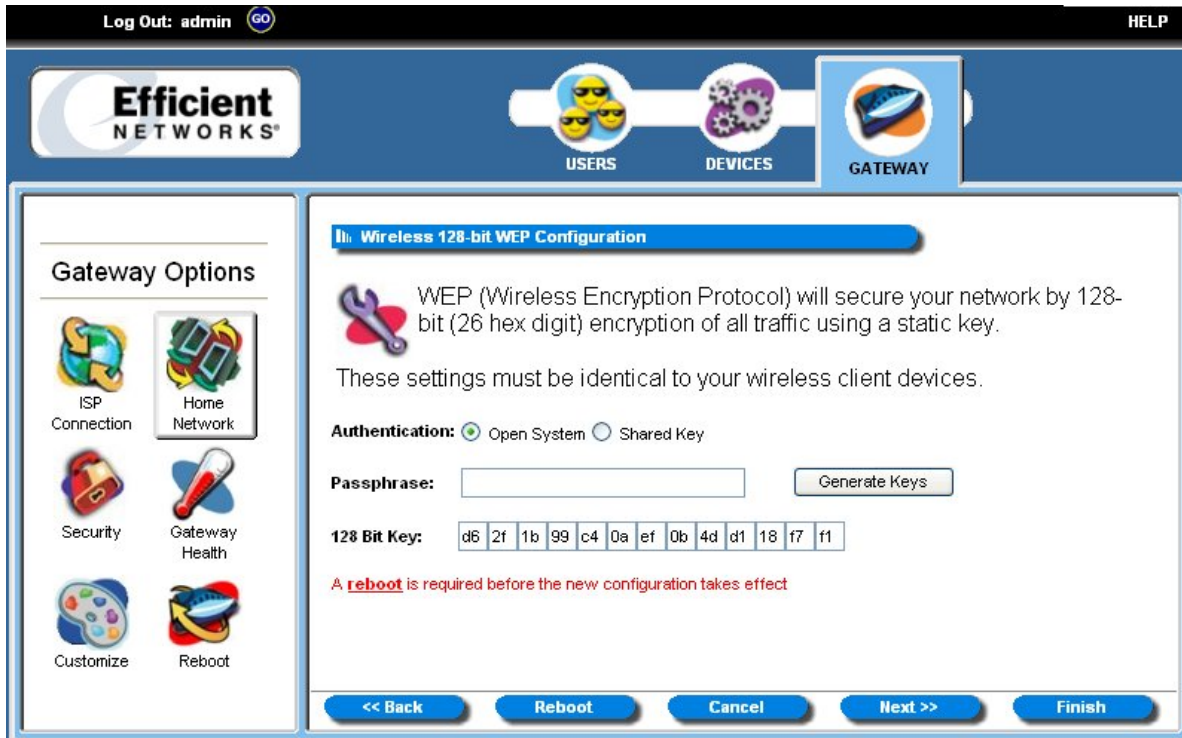 Log Out: admin GO
HELP
Efficient
NETWORKS®
USERS
DEVICES
GATEWAY
Gateway Options
ISP
Connection
Home
Network
Security
Gateway
Health
Customize
Reboot
Wireless 128-bit WEP Configuration
WEP (Wireless Encryption Protocol) will secure your network by 128-
bit (26 hex digit) encryption of all traffic using a static key.
These settings must be identical to your wireless client devices.
Authentication: Open System Shared Key
Passphrase: Generate Keys
128 Bit Key: d6 2f 1b 99 c4 0a ef 0b 4d d1 18 f7 f1
A reboot is required before the new configuration takes effect
<< Back Reboot Cancel Next >> Finish